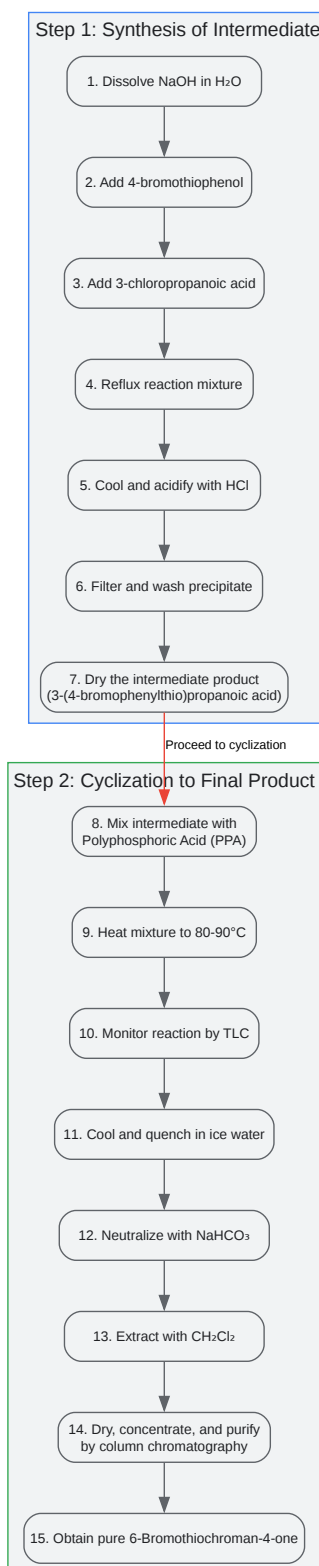 Step 1: Synthesis of Intermediate
1. Dissolve NaOH in H₂O
2. Add 4-bromothiophenol
3. Add 3-chloropropanoic acid
4. Reflux reaction mixture
5. Cool and acidify with HCl
6. Filter and wash precipitate
7. Dry the intermediate product
(3-(4-bromophenylthio)propanoic acid)
Proceed to cyclization
Step 2: Cyclization to Final Product
8. Mix intermediate with
Polyphosphoric Acid (PPA)
9. Heat mixture to 80-90°C
10. Monitor reaction by TLC
11. Cool and quench in ice water
12. Neutralize with NaHCO₃
13. Extract with CH₂Cl₂
14. Dry, concentrate, and purify
by column chromatography
15. Obtain pure 6-Bromothiochroman-4-one